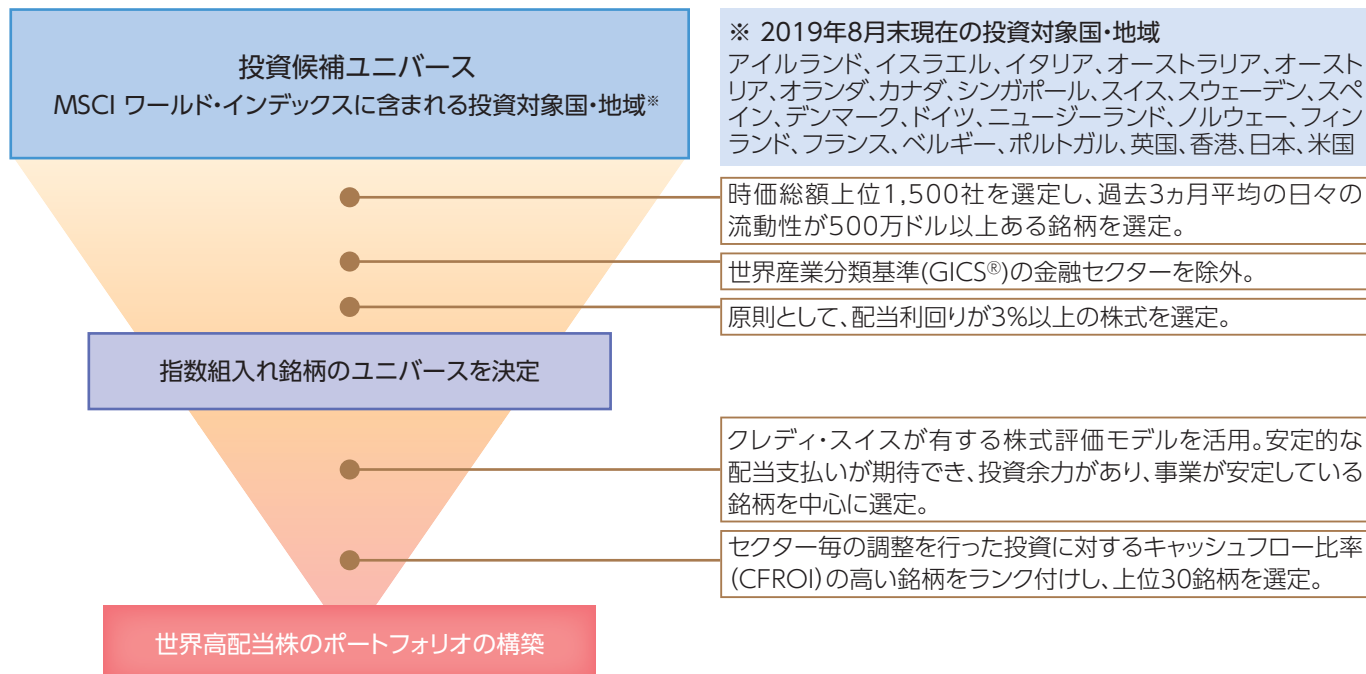 投資候補ユニバース
MSCI ワールド・インデックスに含まれる投資対象国・地域※
※ 2019年8月末現在の投資対象国・地域
アイルランド、イスラエル、イタリア、オーストラリア、オースト
リア、オランダ、カナダ、シンガポール、スイス、スウェーデン、スペ
イン、デンマーク、ドイツ、ニュージーランド、ノルウェー、フィン
ランド、フランス、ベルギー、ポルトガル、英国、香港、日本、米国
時価総額上位1,500社を選定し、過去3ヵ月平均の日々の
流動性が500万ドル以上ある銘柄を選定。
世界産業分類基準(GICS®)の金融セクターを除外。
原則として、配当利回りが3%以上の株式を選定。
指数組入れ銘柄のユニバースを決定
クレディ・スイスが有する株式評価モデルを活用。安定的な
配当支払いが期待でき、投資余力があり、事業が安定している
銘柄を中心に選定。
セクター毎の調整を行った投資に対するキャッシュフロー比率
(CFROI)の高い銘柄をランク付けし、上位30銘柄を選定。
世界高配当株のポートフォリオの構築